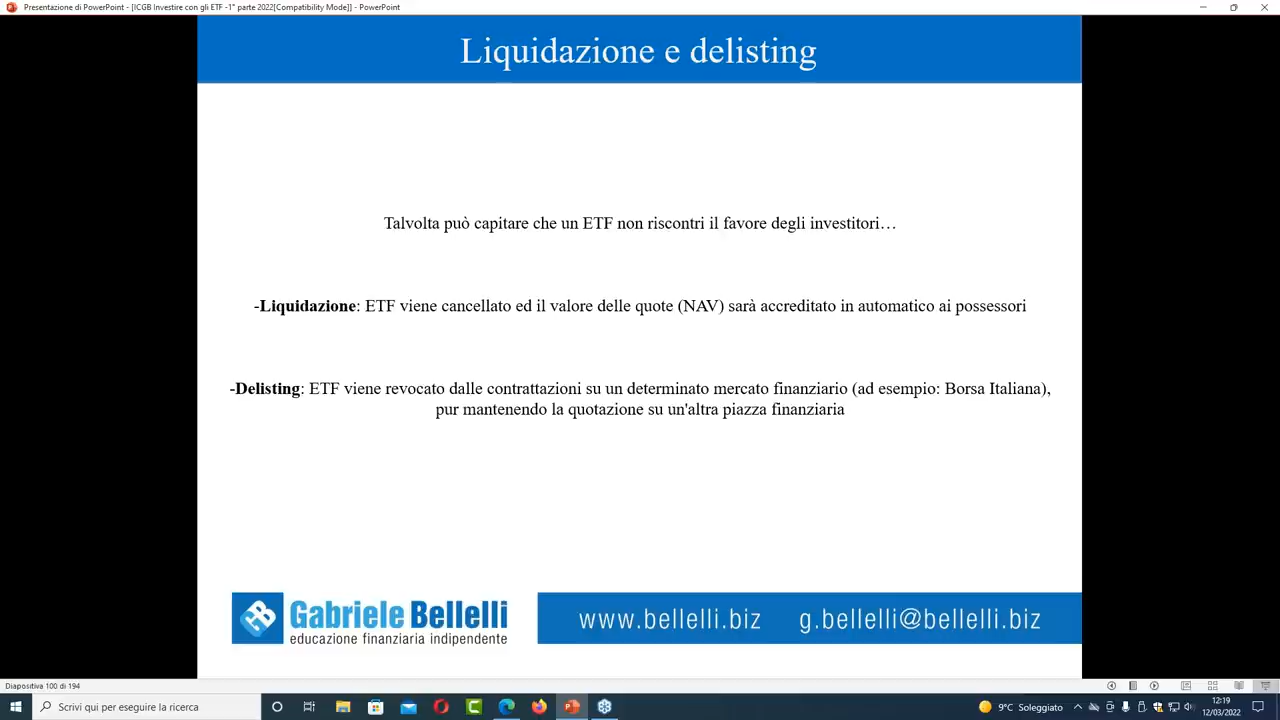 Presentazione di PowerPoint - [ICGB Investire con gli ETF -1° parte 2022[Compatibility Mode]] - PowerPoint
Liquidazione e delisting
Talvolta può capitare che un ETF non riscontri il favore degli investitori…
-Liquidazione: ETF viene cancellato ed il valore delle quote (NAV) sarà accreditato in automatico ai possessori
-Delisting: ETF viene revocato dalle contrattazioni su un determinato mercato finanziario (ad esempio: Borsa Italiana),
pur mantenendo la quotazione su un'altra piazza finanziaria
Gabriele Bellelli
educazione finanziaria indipendente
www.bellelli.biz g.bellelli@bellelli.biz
Diapositiva 100 di 194
Scrivi qui per eseguire la ricerca
9°C Soleggiato
12:19
12/03/2022